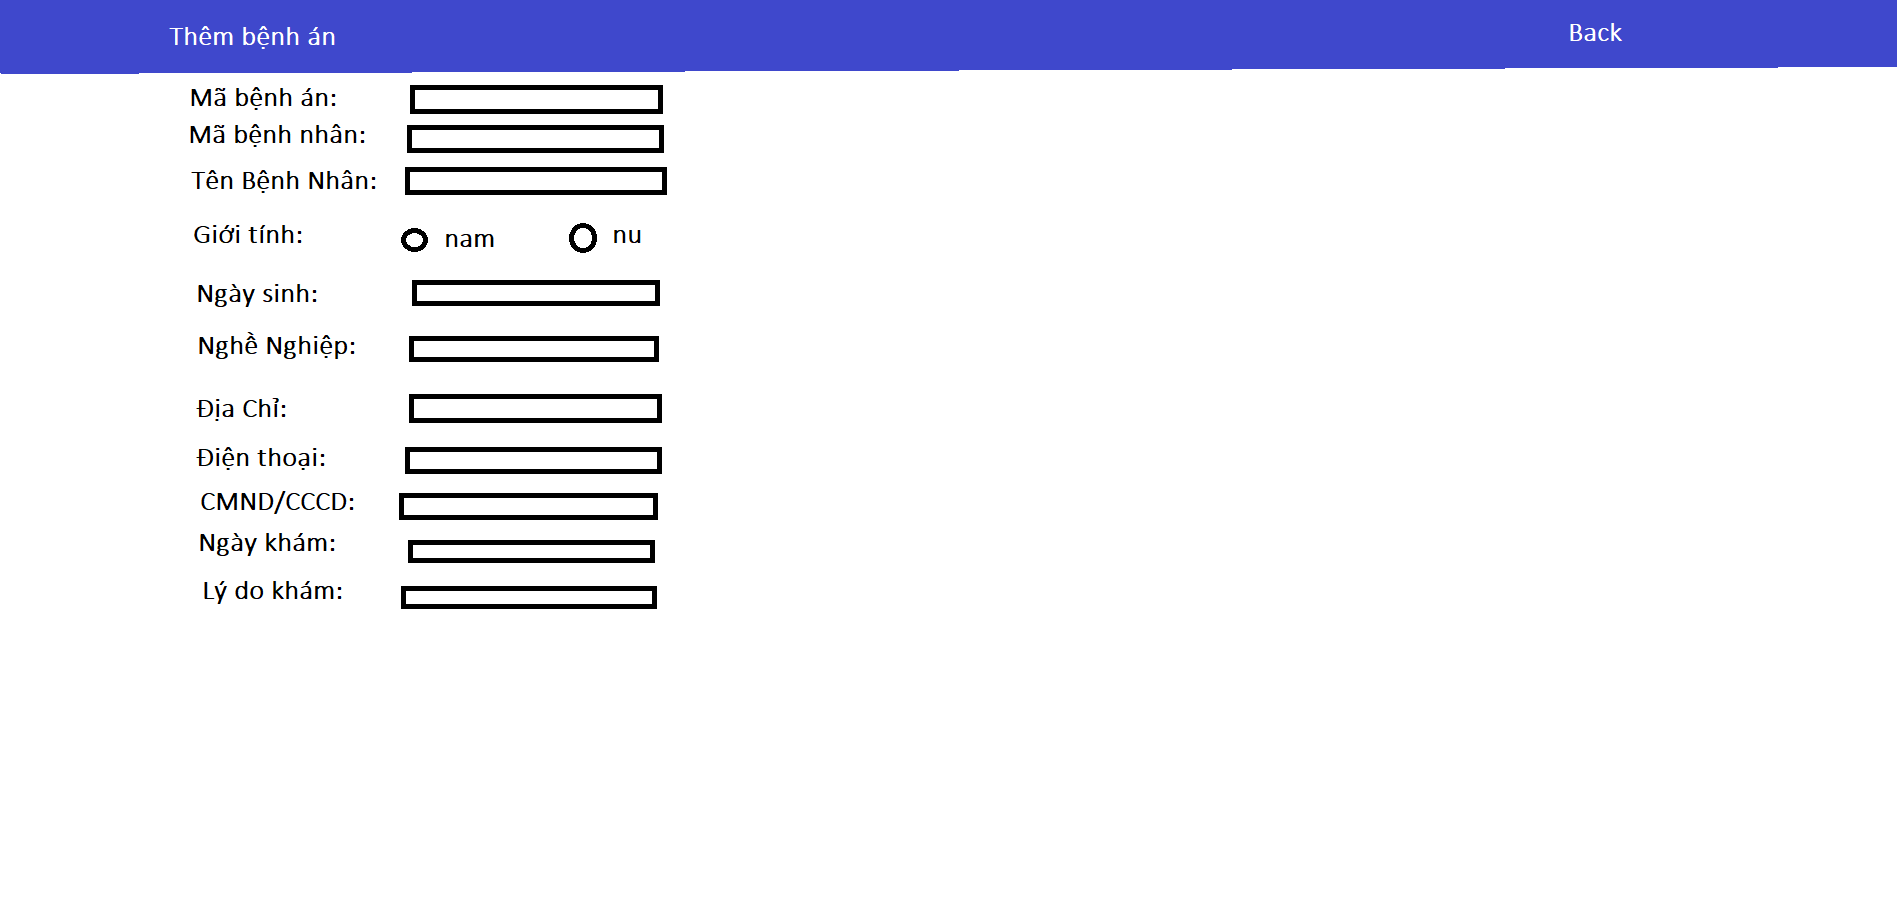 Thêm bệnh án Back
Mã bệnh án:
Mã bệnh nhân:
Tên Bệnh Nhân:
Giới tính: nam nu
Ngày sinh:
Nghề Nghiệp:
Địa Chỉ:
Điện thoại:
CMND/CCCD:
Ngày khám:
Lý do khám: